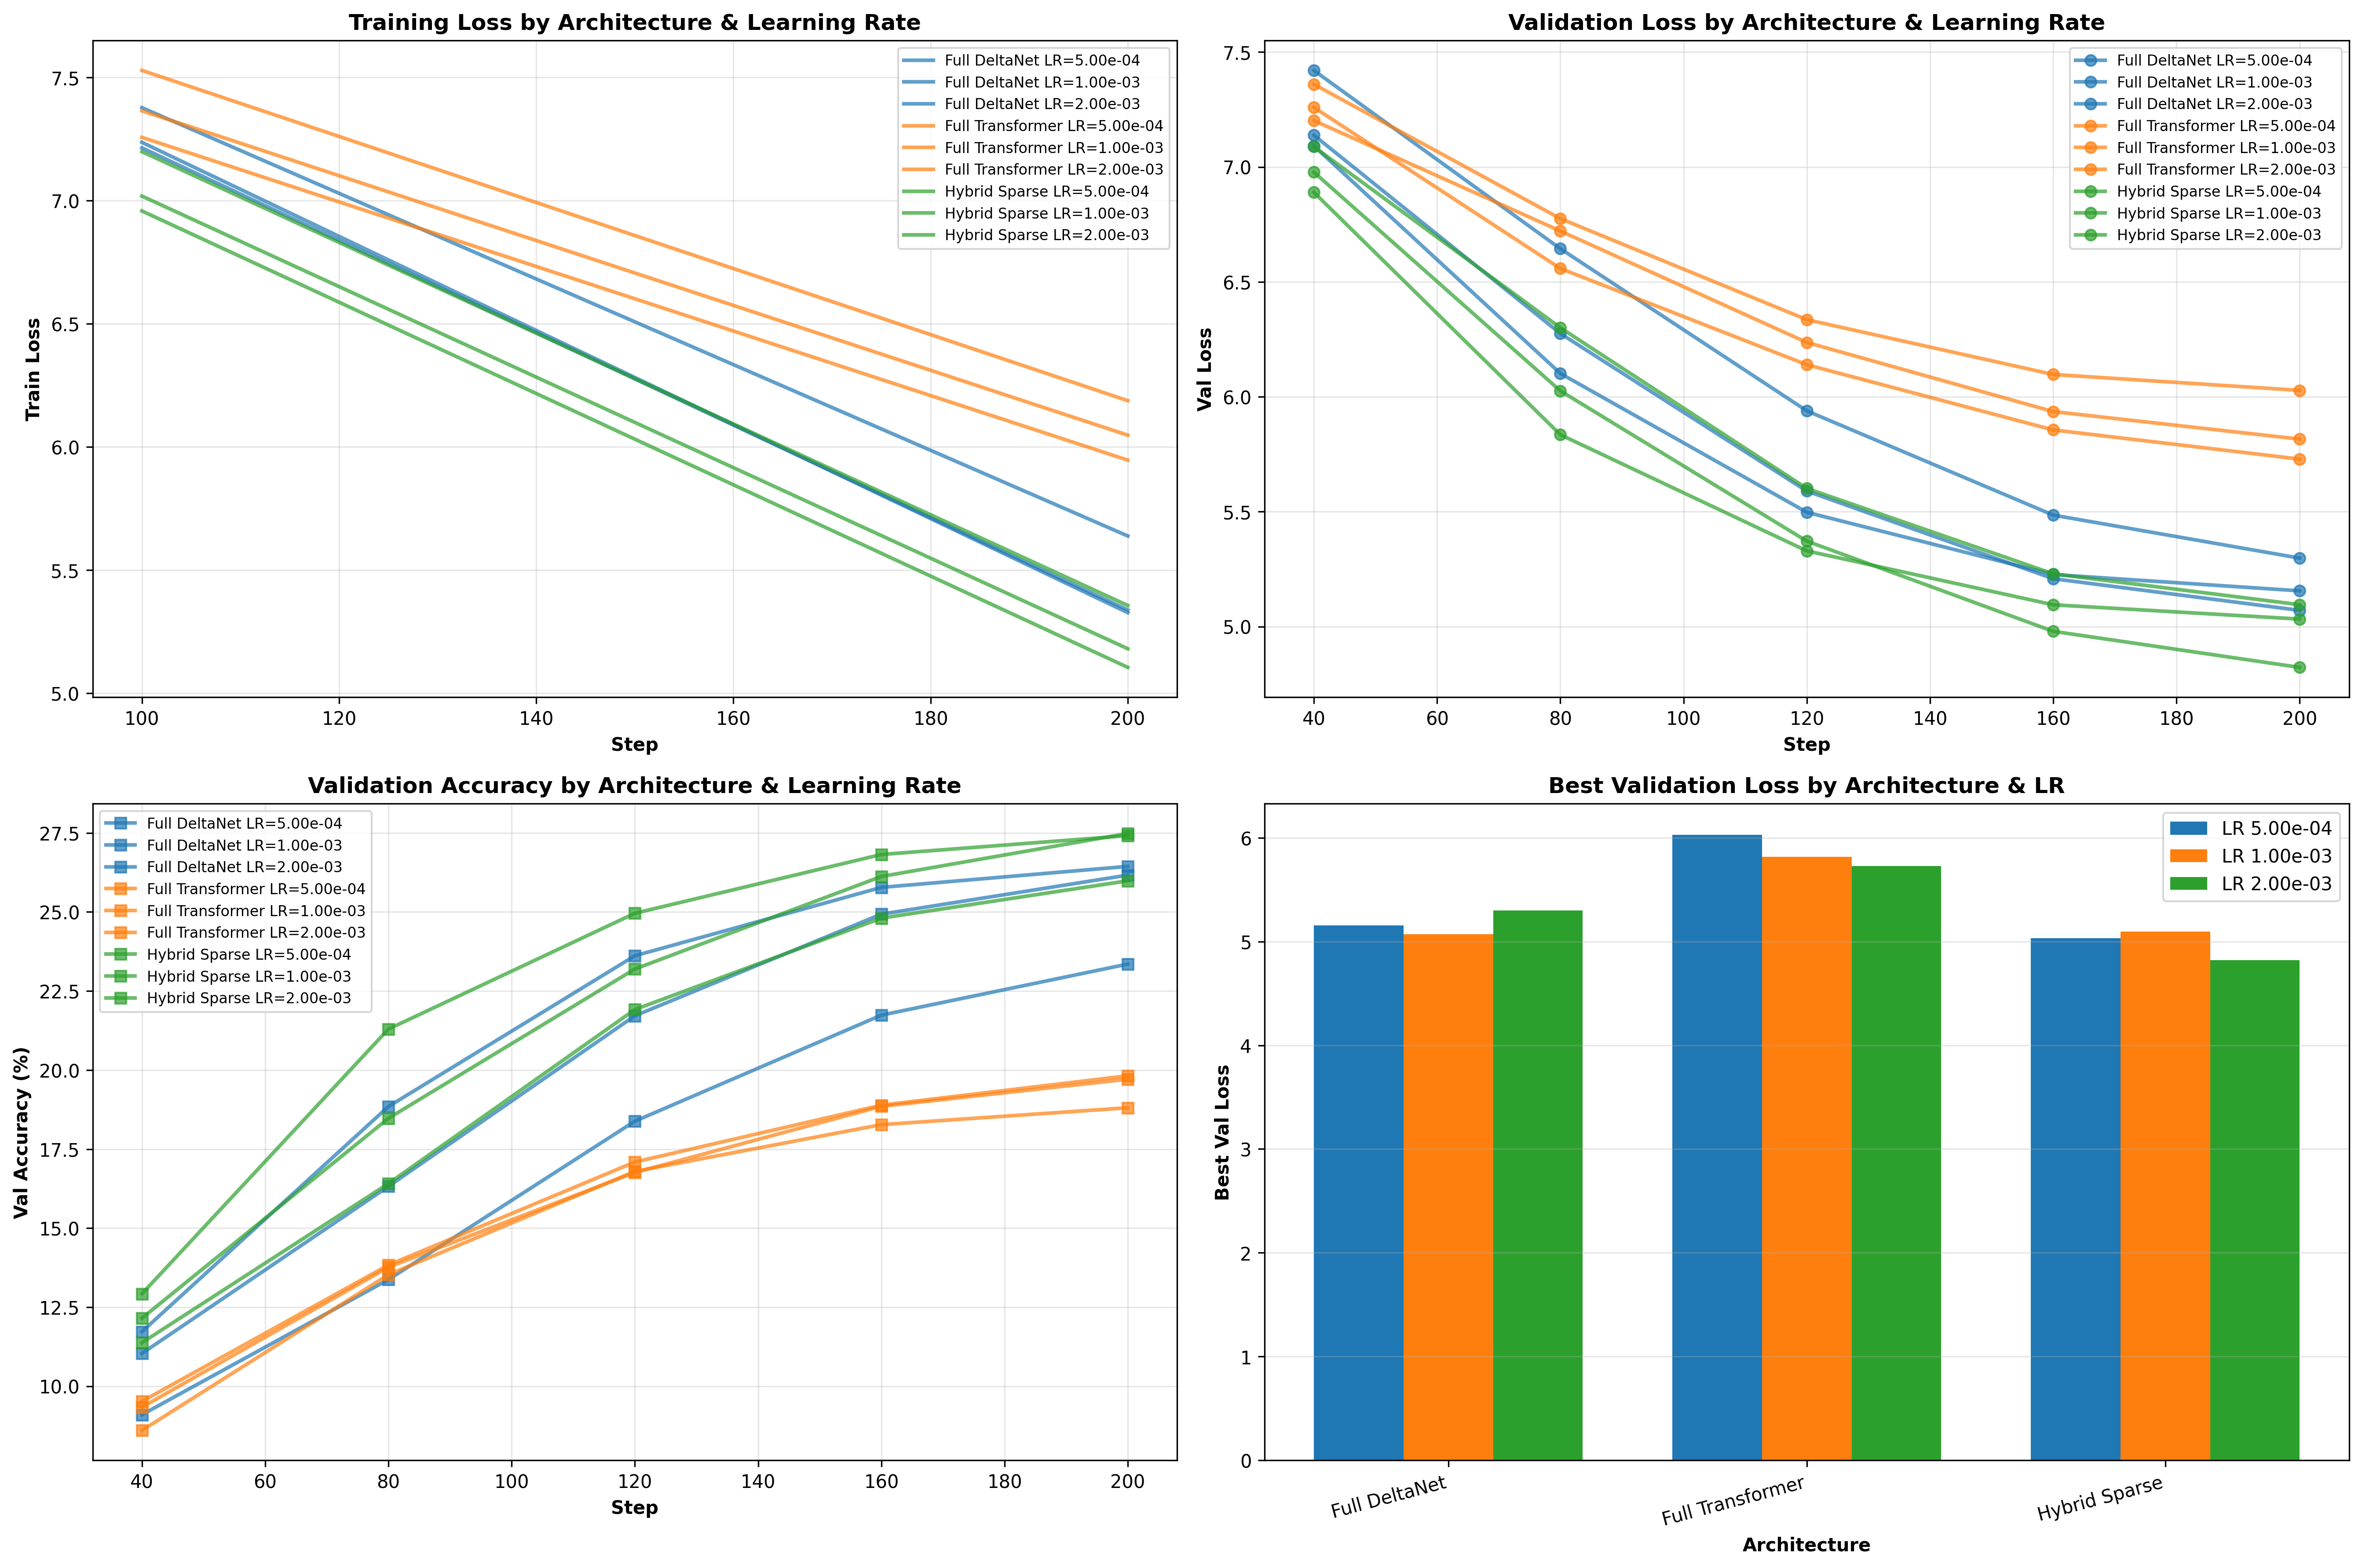 Training Loss by Architecture & Learning Rate
Train Loss
7.5
7.0
6.5
6.0
5.5
5.0
100
120
140
160
180
200
Step
Full DeltaNet LR=5.00e-04
Full DeltaNet LR=1.00e-03
Full DeltaNet LR=2.00e-03
Full Transformer LR=5.00e-04
Full Transformer LR=1.00e-03
Full Transformer LR=2.00e-03
Hybrid Sparse LR=5.00e-04
Hybrid Sparse LR=1.00e-03
Hybrid Sparse LR=2.00e-03
Validation Loss by Architecture & Learning Rate
Val Loss
7.5
7.0
6.5
6.0
5.5
5.0
40
60
80
100
120
140
160
180
200
Step
Full DeltaNet LR=5.00e-04
Full DeltaNet LR=1.00e-03
Full DeltaNet LR=2.00e-03
Full Transformer LR=5.00e-04
Full Transformer LR=1.00e-03
Full Transformer LR=2.00e-03
Hybrid Sparse LR=5.00e-04
Hybrid Sparse LR=1.00e-03
Hybrid Sparse LR=2.00e-03
Validation Accuracy by Architecture & Learning Rate
Val Accuracy (%)
27.5
25.0
22.5
20.0
17.5
15.0
12.5
10.0
40
60
80
100
120
140
160
180
200
Step
Full DeltaNet LR=5.00e-04
Full DeltaNet LR=1.00e-03
Full DeltaNet LR=2.00e-03
Full Transformer LR=5.00e-04
Full Transformer LR=1.00e-03
Full Transformer LR=2.00e-03
Hybrid Sparse LR=5.00e-04
Hybrid Sparse LR=1.00e-03
Hybrid Sparse LR=2.00e-03
Best Validation Loss by Architecture & LR
Best Val Loss
6
5
4
3
2
1
0
Full DeltaNet
Full Transformer
Hybrid Sparse
Architecture
LR 5.00e-04
LR 1.00e-03
LR 2.00e-03